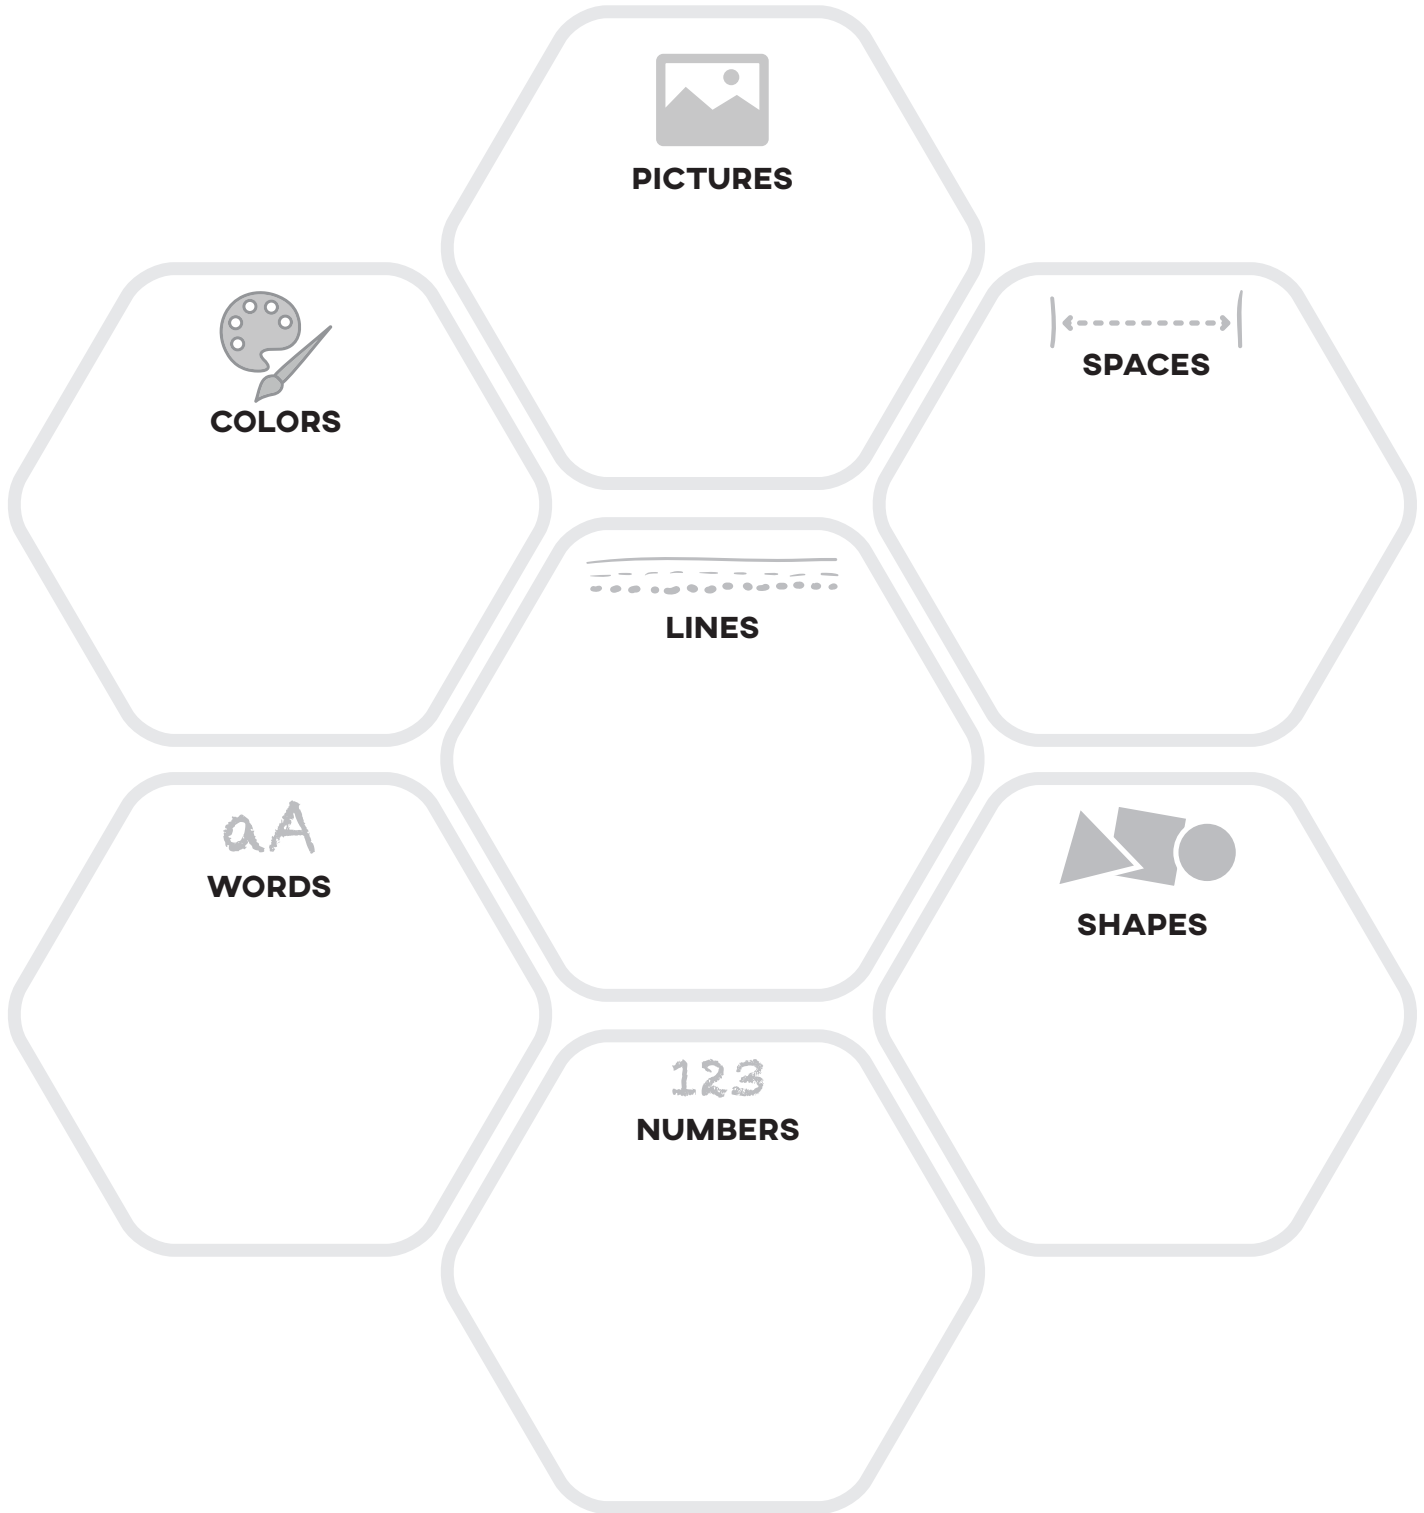 PICTURES
COLORS
SPACES
LINES
aA
WORDS
SHAPES
123
NUMBERS